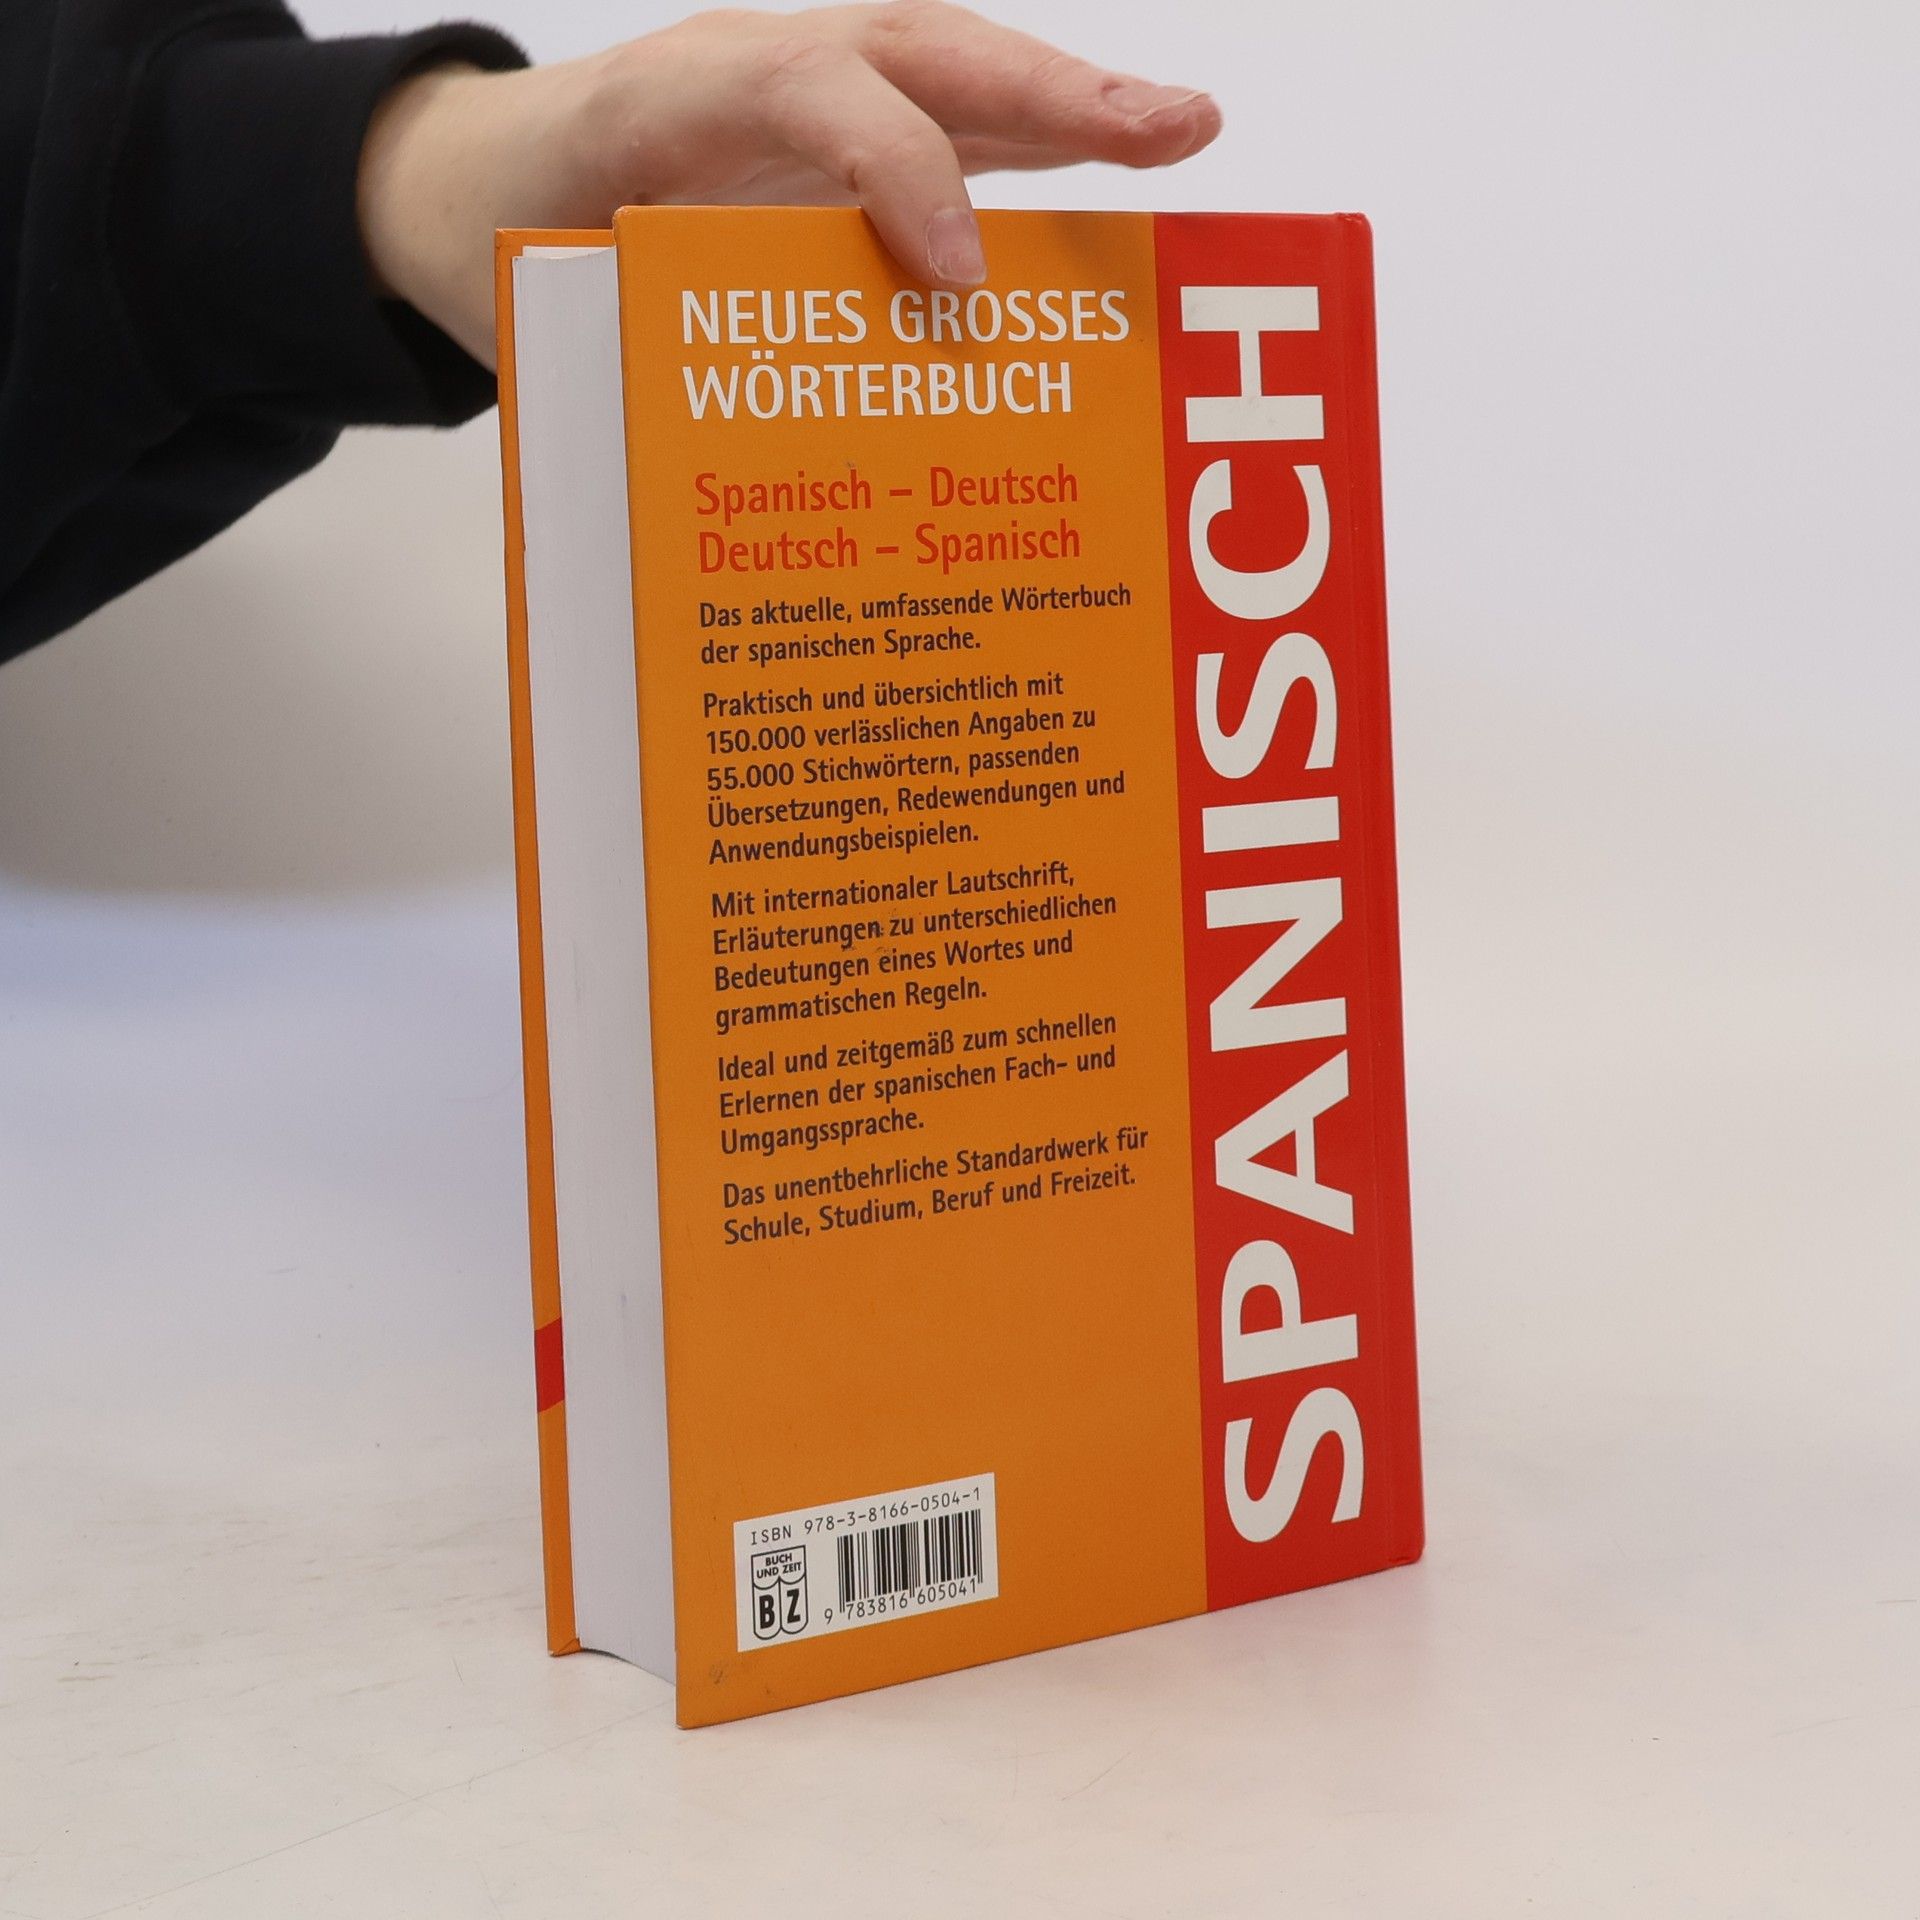 NEUES GROSSES
WÖRTERBUCH
Spanisch – Deutsch
Deutsch – Spanisch
Das aktuelle, umfassende Wörterbuch
der spanischen Sprache.
Praktisch und übersichtlich mit
150.000 verlässlichen Angaben zu
55.000 Stichwörtern, passenden
Übersetzungen, Redewendungen und
Anwendungsbeispielen.
Mit internationaler Lautschrift,
Erläuterungen zu unterschiedlichen
Bedeutungen eines Wortes und
grammatischen Regeln.
Ideal und zeitgemäß zum schnellen
Erlernen der spanischen Fach- und
Umgangssprache.
Das unentbehrliche Standardwerk für
Schule, Studium, Beruf und Freizeit.
ISBN 978-3-8166-0504-1
BUCH
UND ZEIT
BZ
9 783816 605041
SPANISCH